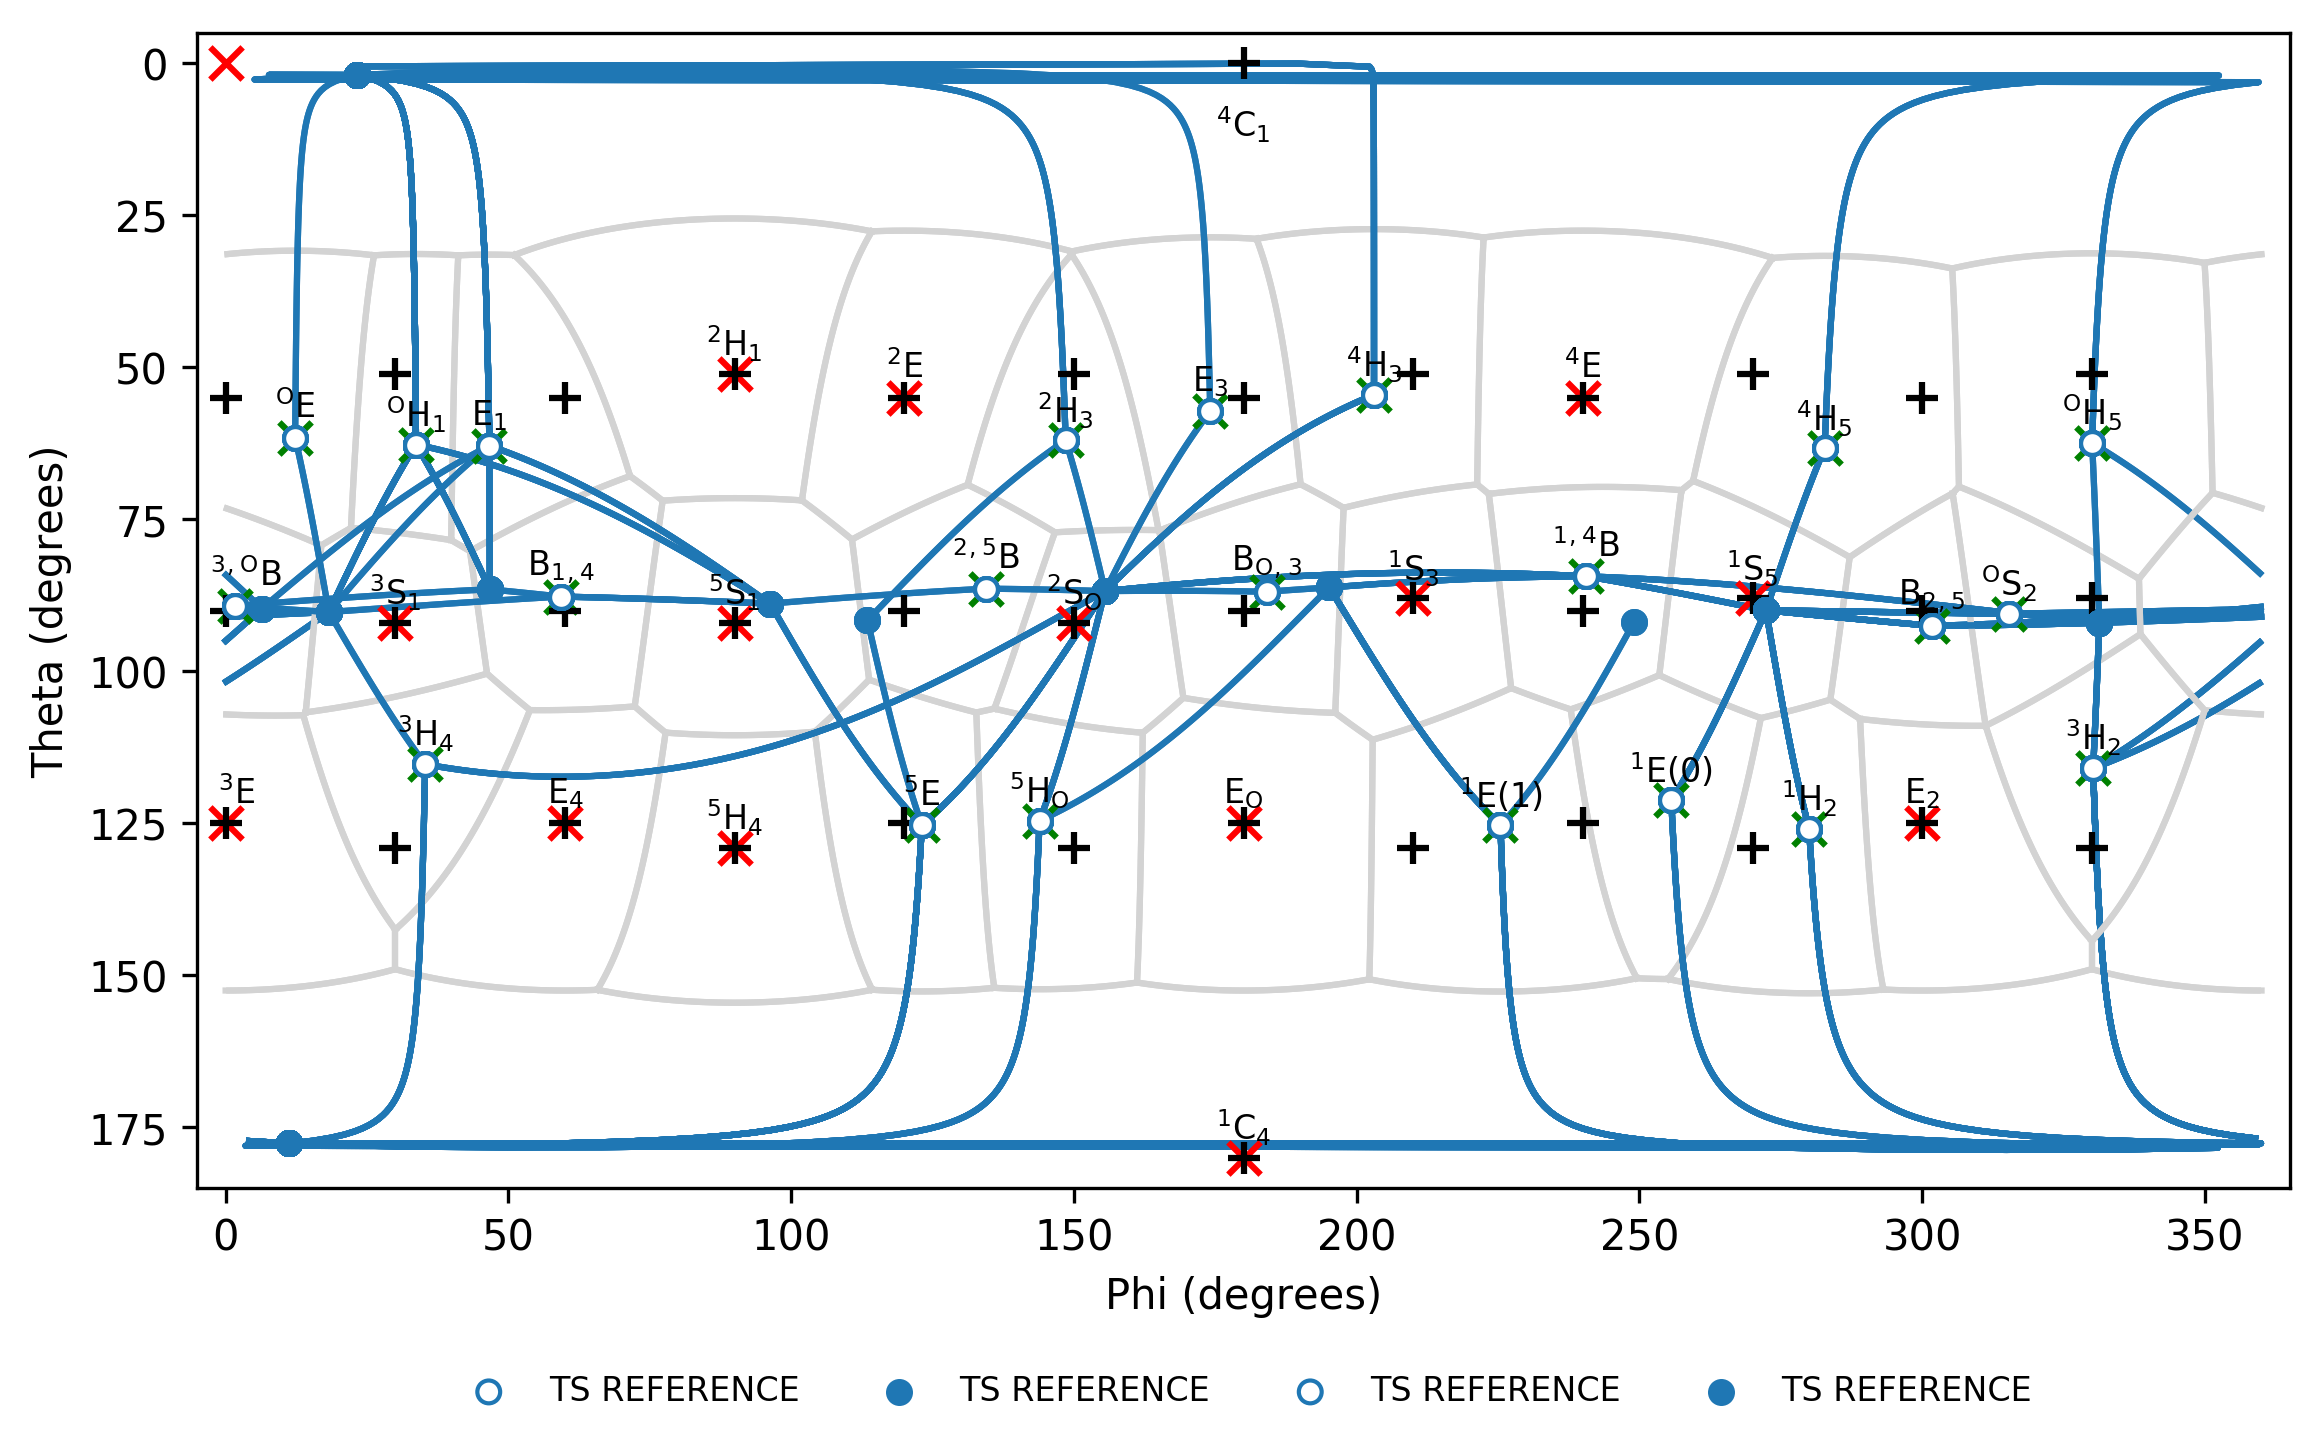 0
⁴C₁
25
²H₁
²E
⁴H₃
⁴E
50
ᴼE
ᴼH₁
E₁
²H₃
E₃
⁴H₅
ᴼH₅
75
³,ᴼB
³S₁
B₁,₄
⁵S₁
²,⁵B
²Sₒ
Bₒ,₃
¹S₃
¹,⁴B
¹S₅
B₂,₅
ᴼS₂
100
³H₄
³H₂
³E
E₄
⁵H₄
⁵E
⁵Hₒ
Eₒ
¹E(1)
¹E(0)
¹H₂
E₂
125
150
175
¹C₄
Theta (degrees)
0 50 100 150 200 250 300 350
Phi (degrees)
TS REFERENCE TS REFERENCE TS REFERENCE TS REFERENCE